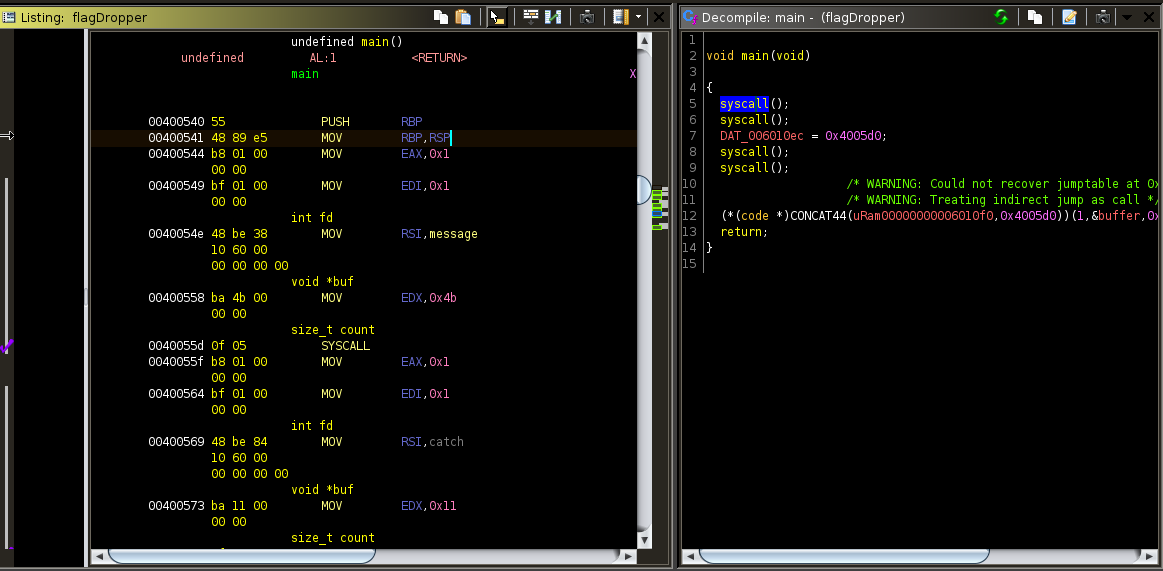 Listing: flagDropper
undefined main()
undefined AL:1 <RETURN>
main X
00400540 55 PUSH RBP
00400541 48 89 e5 MOV RBP,RSP
00400544 b8 01 00 MOV EAX,0x1
00 00
00400549 bf 01 00 MOV EDI,0x1
00 00
int fd
0040054e 48 be 38 MOV RSI,message
10 60 00
00 00 00 00
void *buf
00400558 ba 4b 00 MOV EDX,0x4b
00 00
size_t count
0040055d 0f 05 SYSCALL
0040055f b8 01 00 MOV EAX,0x1
00 00
00400564 bf 01 00 MOV EDI,0x1
00 00
int fd
00400569 48 be 84 MOV RSI,catch
10 60 00
00 00 00 00
void *buf
00400573 ba 11 00 MOV EDX,0x11
00 00
size_t count
Decompile: main - (flagDropper)
1
2 void main(void)
3
4 {
5 syscall();
6 syscall();
7 DAT_006010ec = 0x4005d0;
8 syscall();
9 syscall();
10 /* WARNING: Could not recover jumptable at 0x
11 /* WARNING: Treating indirect jump as call */
12 (*(code *)CONCAT44(uRam00000000006010f0,0x4005d0))(1,&buffer,0x
13 return;
14 }
15